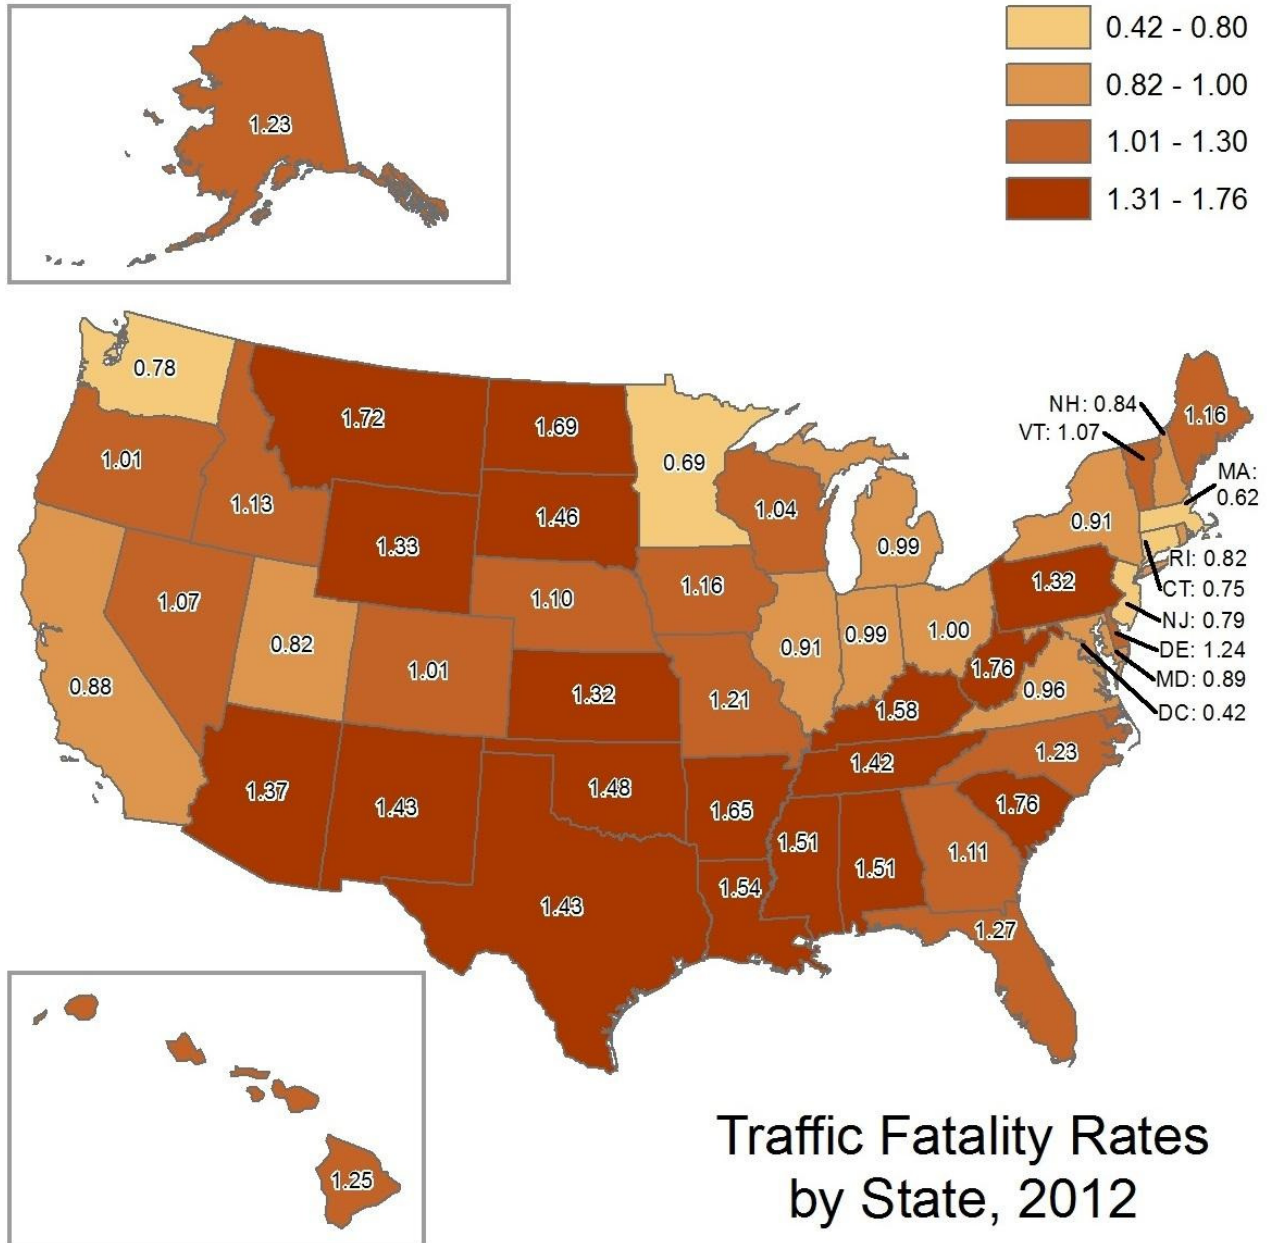 0.42 - 0.80
0.82 - 1.00
1.01 - 1.30
1.31 - 1.76
1.23
0.78
1.72
1.69
0.69
1.01
1.13
1.33
1.46
1.04
0.99
NH: 0.84
VT: 1.07
1.16
MA:
0.62
0.91
RI: 0.82
CT: 0.75
NJ: 0.79
DE: 1.24
MD: 0.89
DC: 0.42
1.32
1.07
0.82
1.10
1.16
0.91
0.99
1.00
1.76
0.96
0.88
1.01
1.32
1.21
1.58
1.23
1.37
1.43
1.48
1.65
1.42
1.76
1.51
1.51
1.11
1.43
1.54
1.27
1.25
Traffic Fatality Rates
by State, 2012